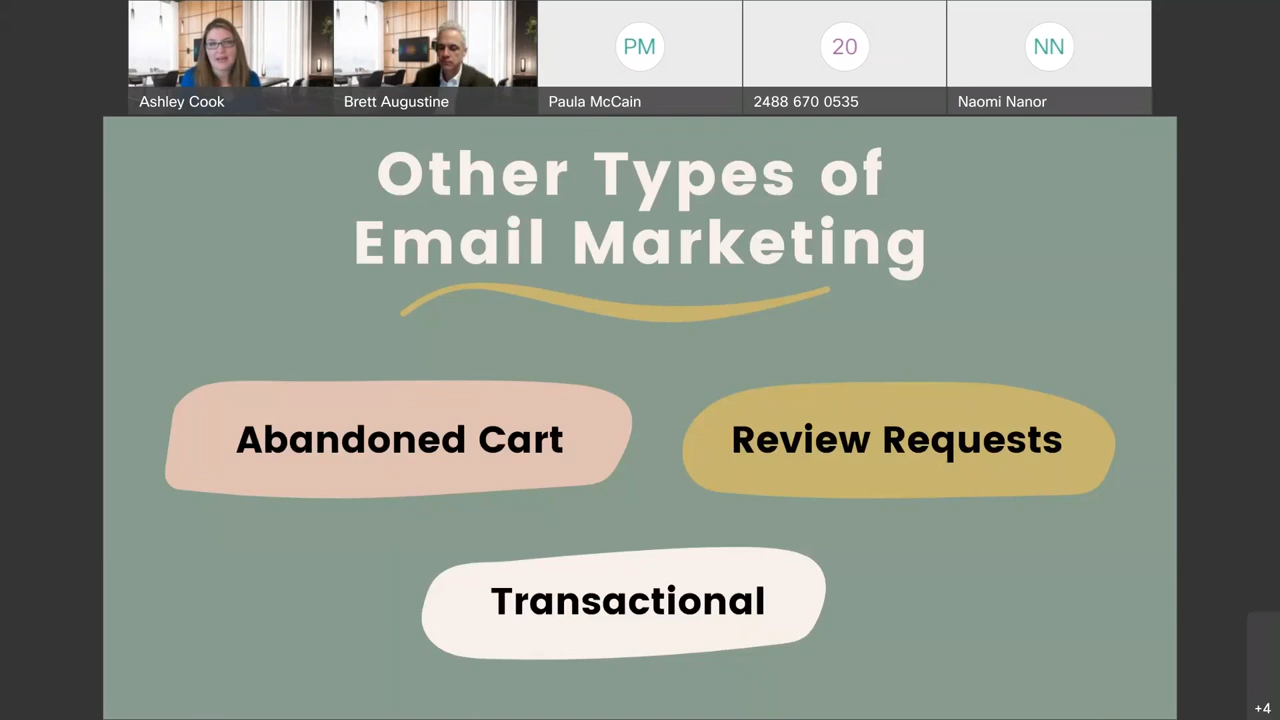 PM
20
NN
Ashley Cook
Brett Augustine
Paula McCain
2488 670 0535
Naomi Nanor
Other Types of
Email Marketing
Abandoned Cart
Review Requests
Transactional
+4